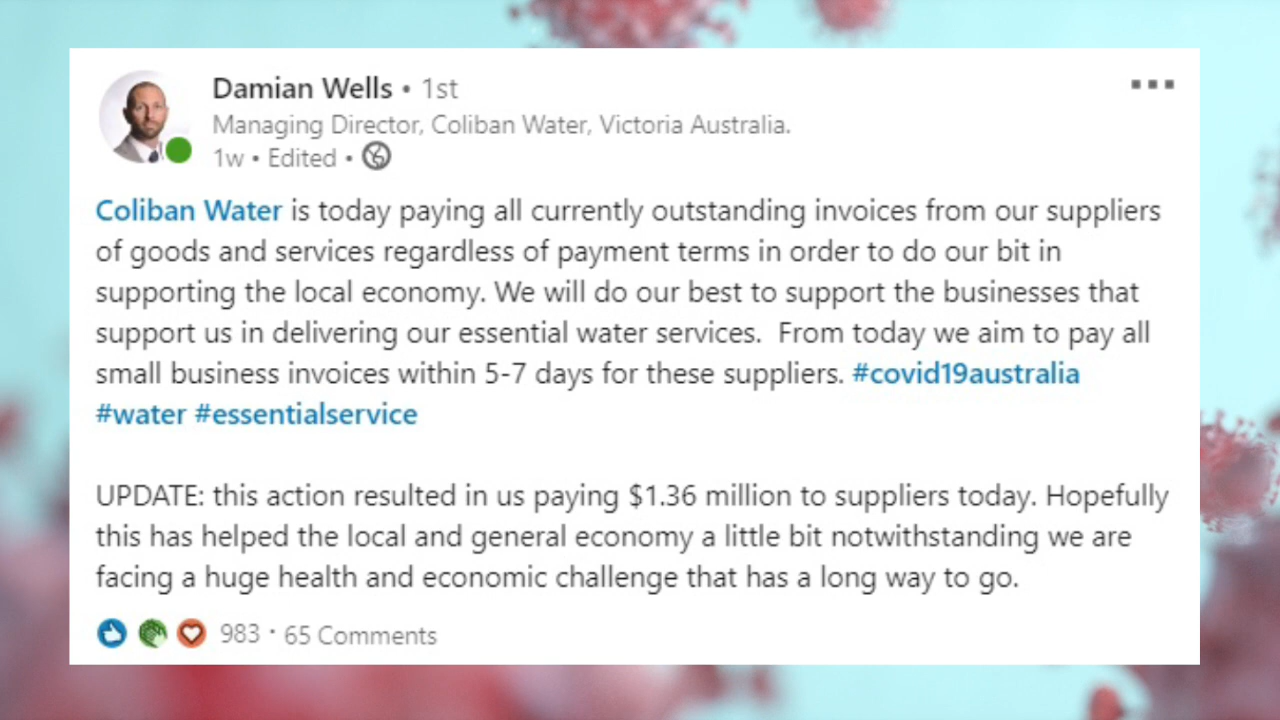 Damian Wells • 1st
Managing Director, Coliban Water, Victoria Australia.
1w • Edited •
Coliban Water is today paying all currently outstanding invoices from our suppliers
of goods and services regardless of payment terms in order to do our bit in
supporting the local economy. We will do our best to support the businesses that
support us in delivering our essential water services.  From today we aim to pay all
small business invoices within 5-7 days for these suppliers. #covid19australia
#water #essentialservice
UPDATE: this action resulted in us paying $1.36 million to suppliers today. Hopefully
this has helped the local and general economy a little bit notwithstanding we are
facing a huge health and economic challenge that has a long way to go.
983 · 65 Comments